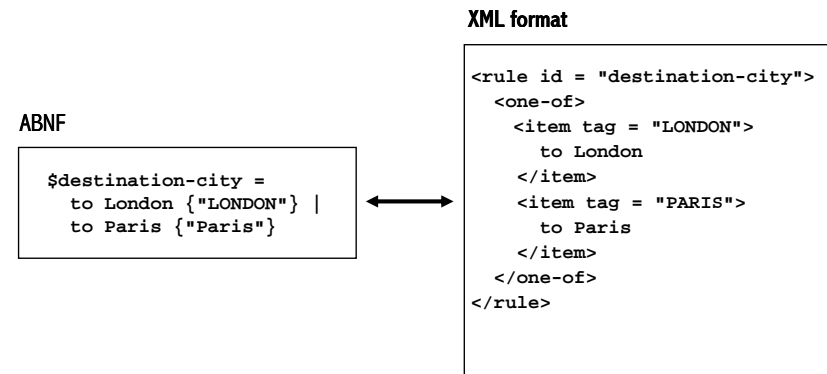 ABNF
$destination-city =
to London {"LONDON"} |
to Paris {"Paris"}
XML format
<rule id = "destination-city">
<one-of>
<item tag = "LONDON">
to London
</item>
<item tag = "PARIS">
to Paris
</item>
</one-of>
</rule>